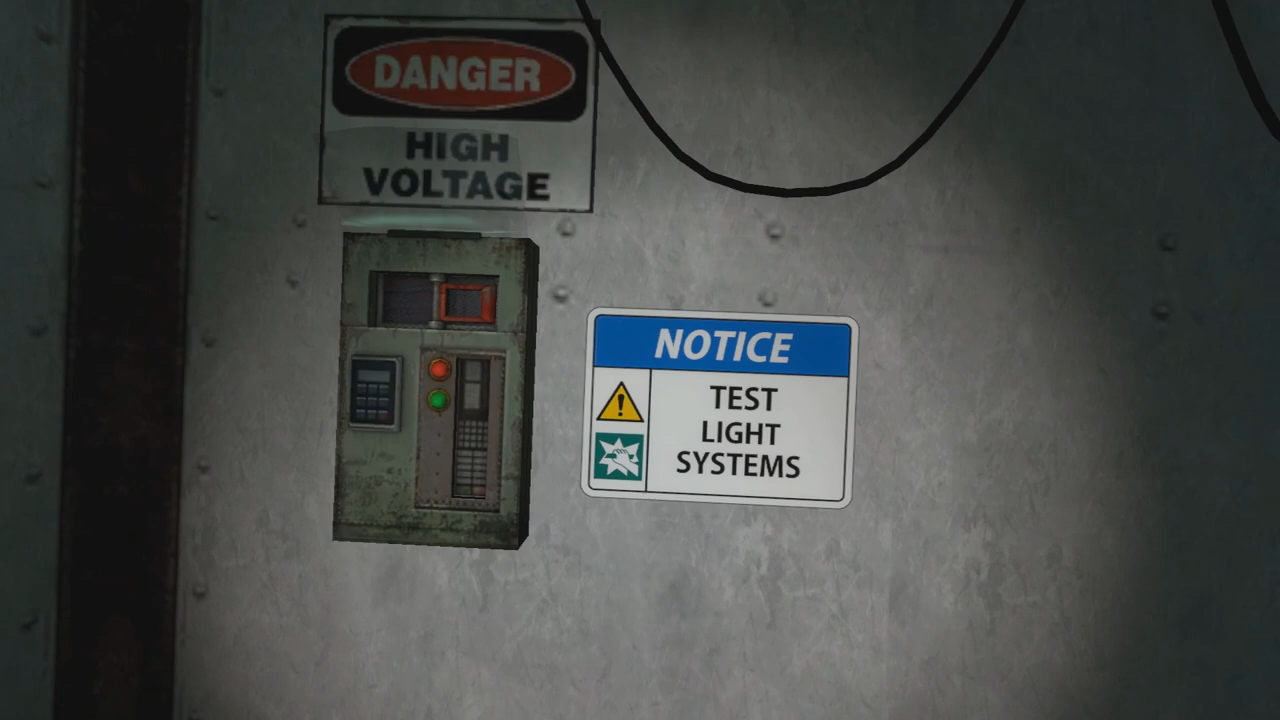 DANGER
HIGH
VOLTAGE
NOTICE
TEST
LIGHT
SYSTEMS